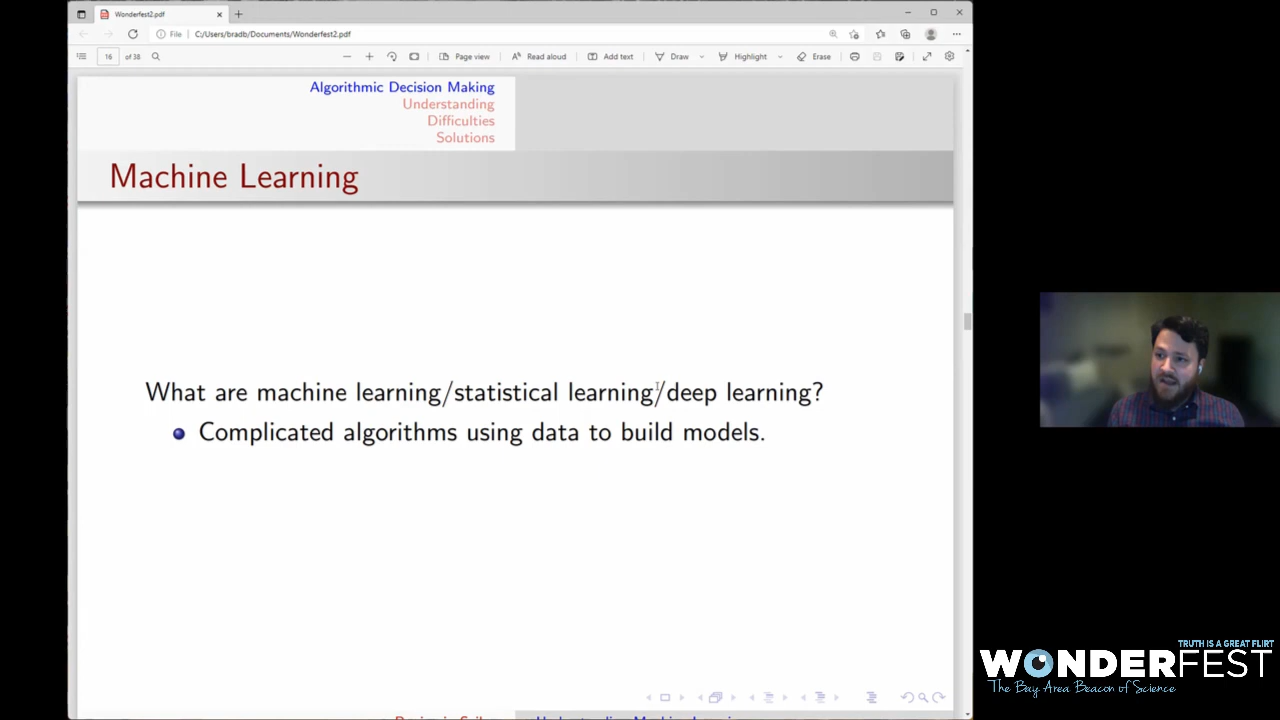 Wonderfest2.pdf
File
C:/Users/bradb/Documents/Wonderfest2.pdf
16 of 38
Page view
Read aloud
Add text
Draw
Highlight
Erase
Algorithmic Decision Making
Understanding
Difficulties
Solutions
Machine Learning
What are machine learning/statistical learning/deep learning?
Complicated algorithms using data to build models.
TRUTH IS A GREAT FLIRT
WONDERFEST
The Bay Area Beacon of Science